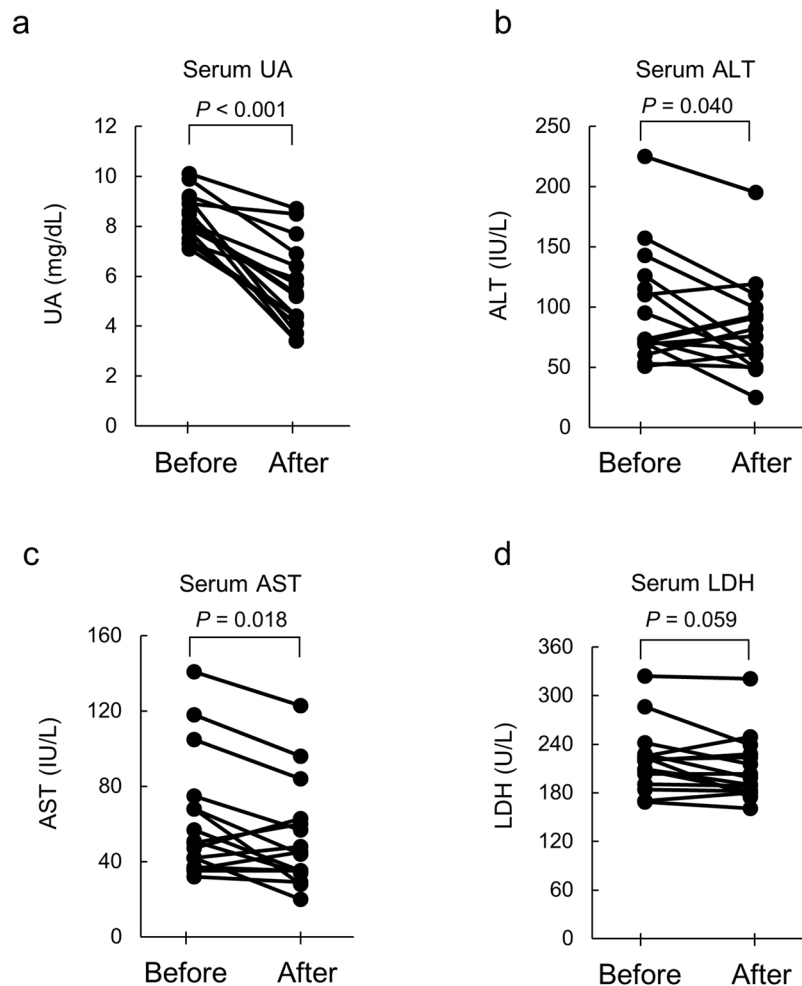 a
Serum UA
P < 0.001
UA (mg/dL)
12
10
8
6
4
2
0
Before After
b
Serum ALT
P = 0.040
ALT (IU/L)
250
200
150
100
50
0
Before After
c
Serum AST
P = 0.018
AST (IU/L)
160
120
80
40
0
Before After
d
Serum LDH
P = 0.059
LDH (U/L)
360
300
240
180
120
60
0
Before After